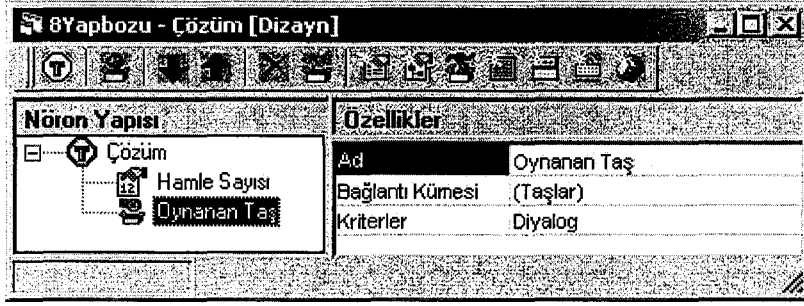 8Yapbozu - Çözüm [Dizayn]
Nöron Yapısı
Özellikler
Çözüm
Hamle Sayısı
Oynanan Taş
Ad Oynanan Taş
Bağlantı Kümesi (Taşlar)
Kriterler Diyalog